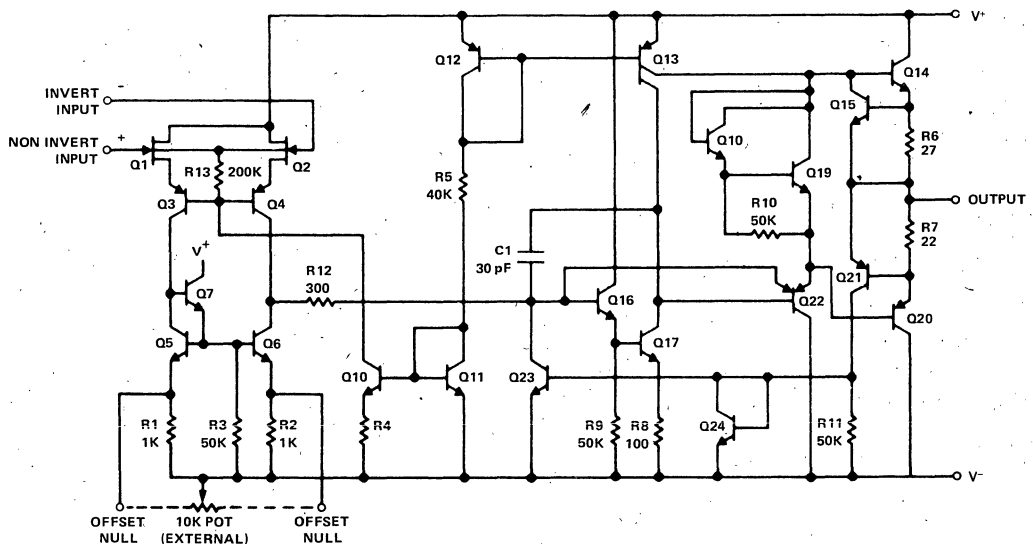 V+
Q12
Q13
Q14
Q15
INVERT
INPUT
-
NON INVERT
INPUT
+
Q1
Q2
R13
200K
Q10
R6
27
Q3
Q4
R5
40K
Q19
OUTPUT
R10
50K
R7
22
V+
C1
30 pF
Q7
R12
300
Q21
Q16
Q22
Q20
Q5
Q6
Q17
Q10
Q11
Q23
R1
1K
R3
50K
R2
1K
R4
R9
50K
R8
100
Q24
R11
50K
V-
OFFSET
NULL
10K POT
(EXTERNAL)
OFFSET
NULL